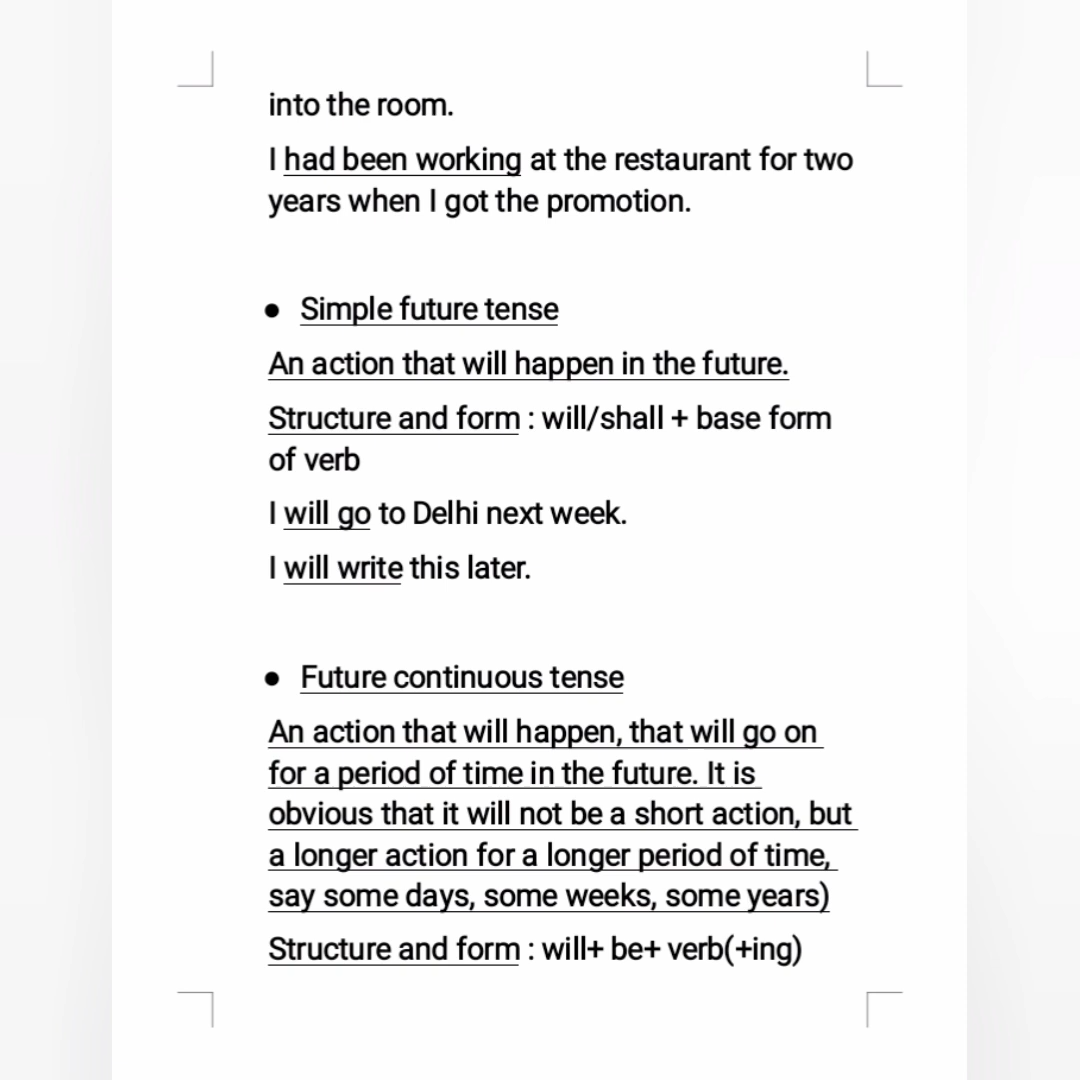 into the room.
I had been working at the restaurant for two
years when I got the promotion.
● Simple future tense
An action that will happen in the future.
Structure and form : will/shall + base form
of verb
I will go to Delhi next week.
I will write this later.
● Future continuous tense
An action that will happen, that will go on
for a period of time in the future. It is
obvious that it will not be a short action, but
a longer action for a longer period of time,
say some days, some weeks, some years)
Structure and form : will+ be+ verb(+ing)